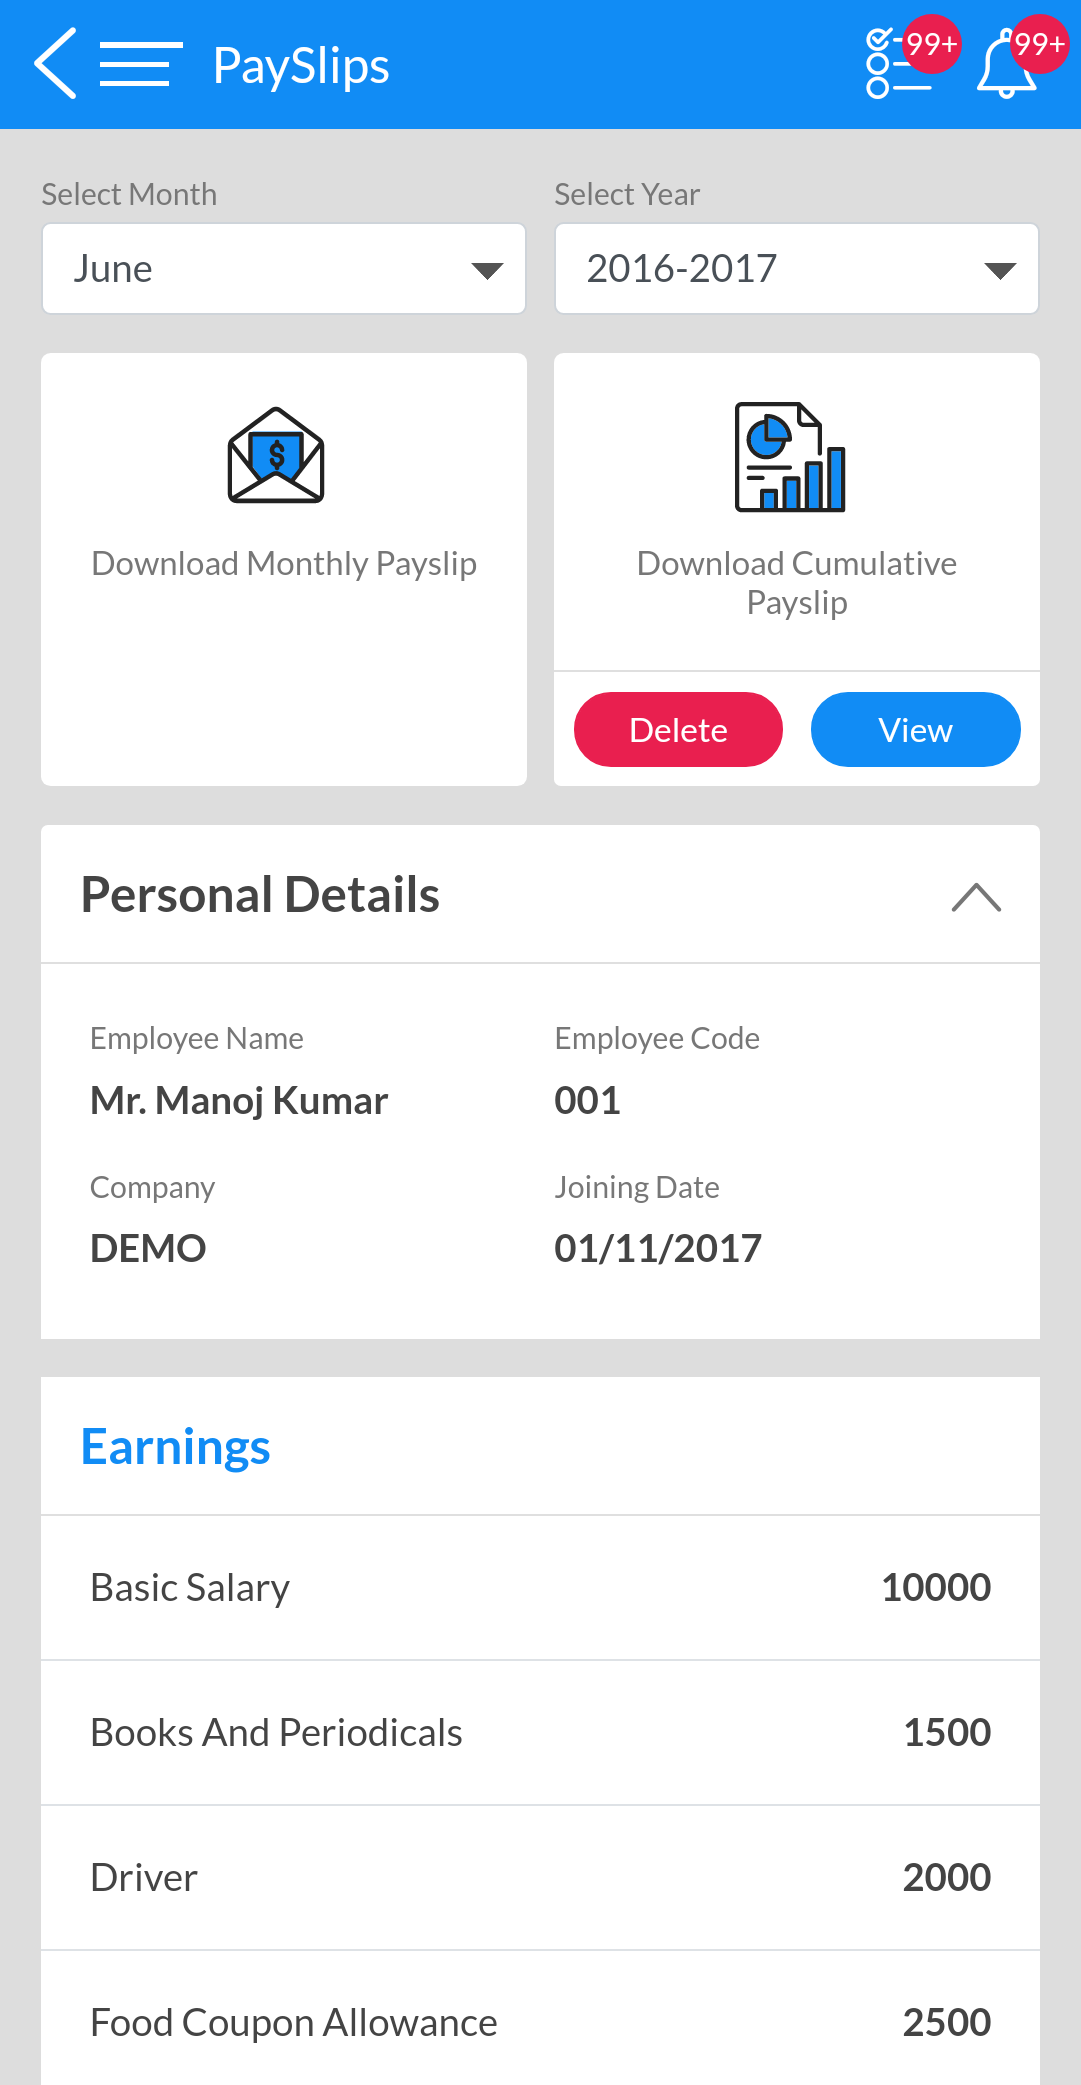 PaySlips
99+
99+
Select Month
Select Year
June
2016-2017
$
Download Monthly Payslip
Download Cumulative
Payslip
Delete
View
Personal Details
Employee Name
Employee Code
Mr. Manoj Kumar
001
Company
Joining Date
DEMO
01/11/2017
Earnings
Basic Salary
10000
Books And Periodicals
1500
Driver
2000
Food Coupon Allowance
2500